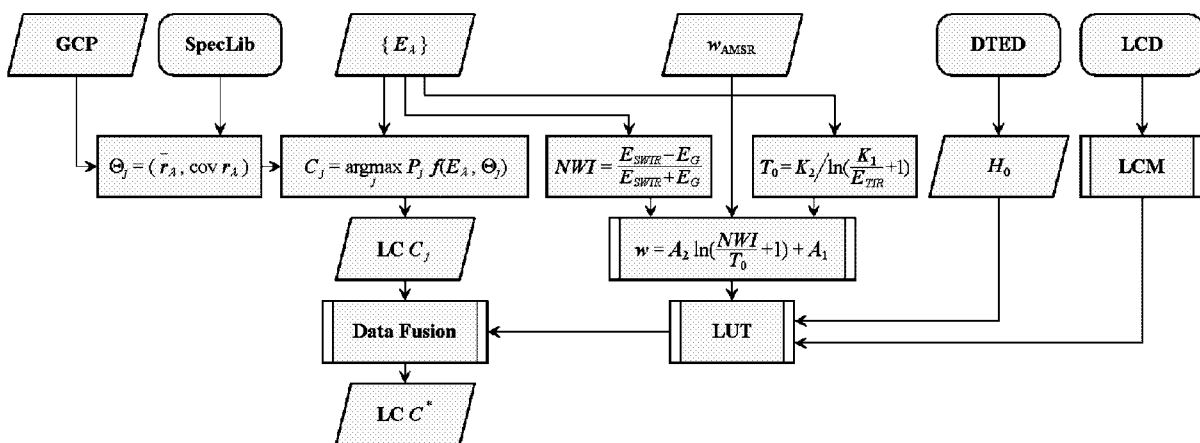 GCP
SpecLib
{ E_Λ }
w_AMSR
DTED
LCD
Θ_j = ( r̄_Λ , cov r_Λ )
C_j = argmax_j P_j f(E_Λ , Θ_j)
NWI = (E_SWIR − E_G) / (E_SWIR + E_G)
T_0 = K_2 / ln(K_1 / E_TIR + 1)
H_0
LCM
LC C_j
w = A_2 ln(NWI / T_0 + 1) + A_1
Data Fusion
LUT
LC C*